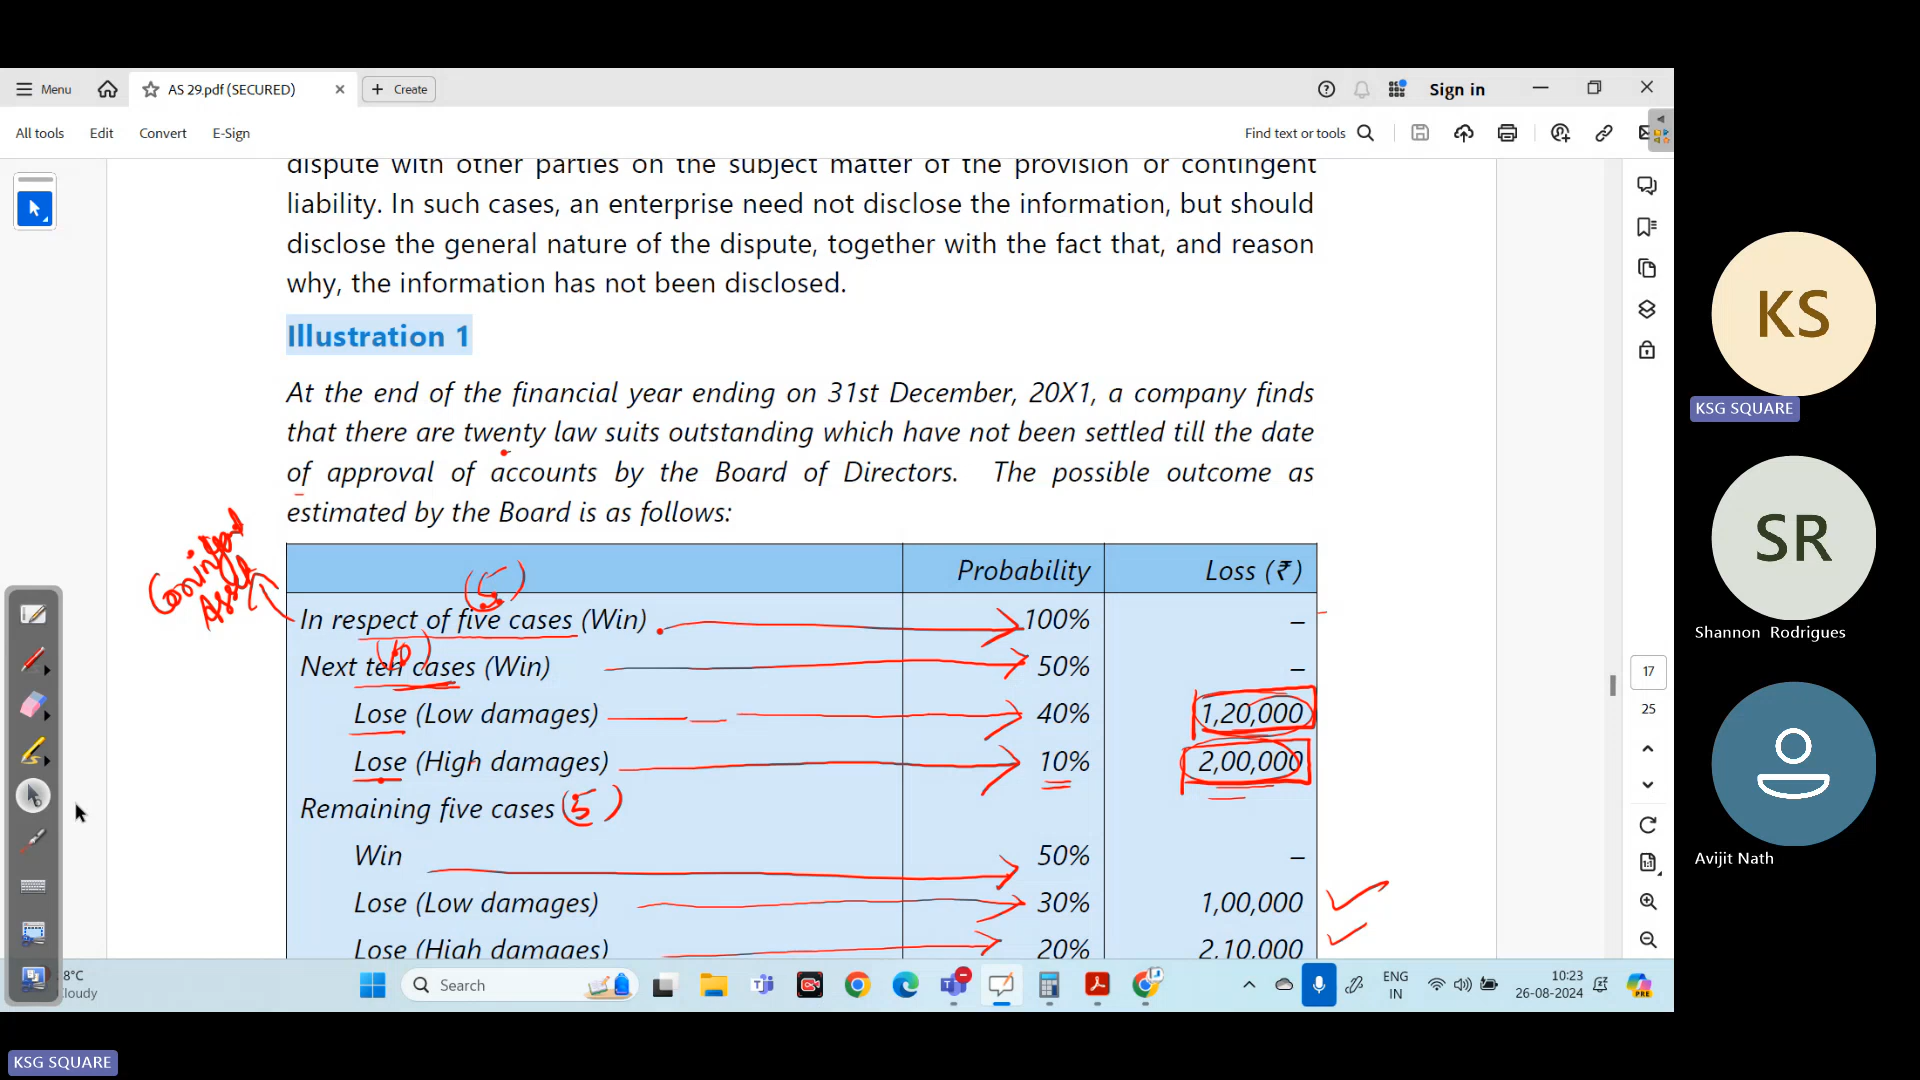 Menu
AS 29.pdf (SECURED)
Create
Sign in
All tools
Edit
Convert
E-Sign
Find text or tools
dispute with other parties on the subject matter of the provision or contingent
liability. In such cases, an enterprise need not disclose the information, but should
disclose the general nature of the dispute, together with the fact that, and reason
why, the information has not been disclosed.
Illustration 1
At the end of the financial year ending on 31st December, 20X1, a company finds
that there are twenty law suits outstanding which have not been settled till the date
of approval of accounts by the Board of Directors. The possible outcome as
estimated by the Board is as follows:
Probability Loss (₹)
(5)
In respect of five cases (Win) 100% –
(10)
Next ten cases (Win) 50% –
Lose (Low damages) 40% 1,20,000
Lose (High damages) 10% 2,00,000
Remaining five cases (5)
Win 50% –
Lose (Low damages) 30% 1,00,000
Lose (High damages) 20% 2,10,000
17
25
KS
KSG SQUARE
SR
Shannon Rodrigues
Avijit Nath
8°C
Cloudy
Search
ENG
IN
10:23
26-08-2024
PRE
KSG SQUARE